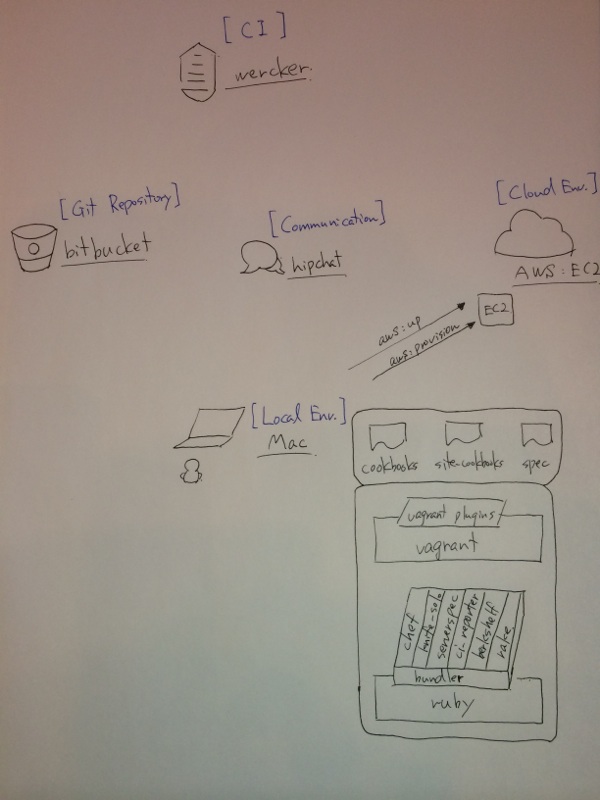 [CI]
wercker.
[Git Repository]
bitbucket
[Communication]
hipchat
[Cloud Env.]
AWS:EC2
EC2
aws:up
aws:provision
[Local Env.]
Mac
cookbooks
site-cookbooks
spec
vagrant plugins
vagrant
chef
knife-solo
serverspec
ci-reporter
berkshelf
rake
bundler
ruby